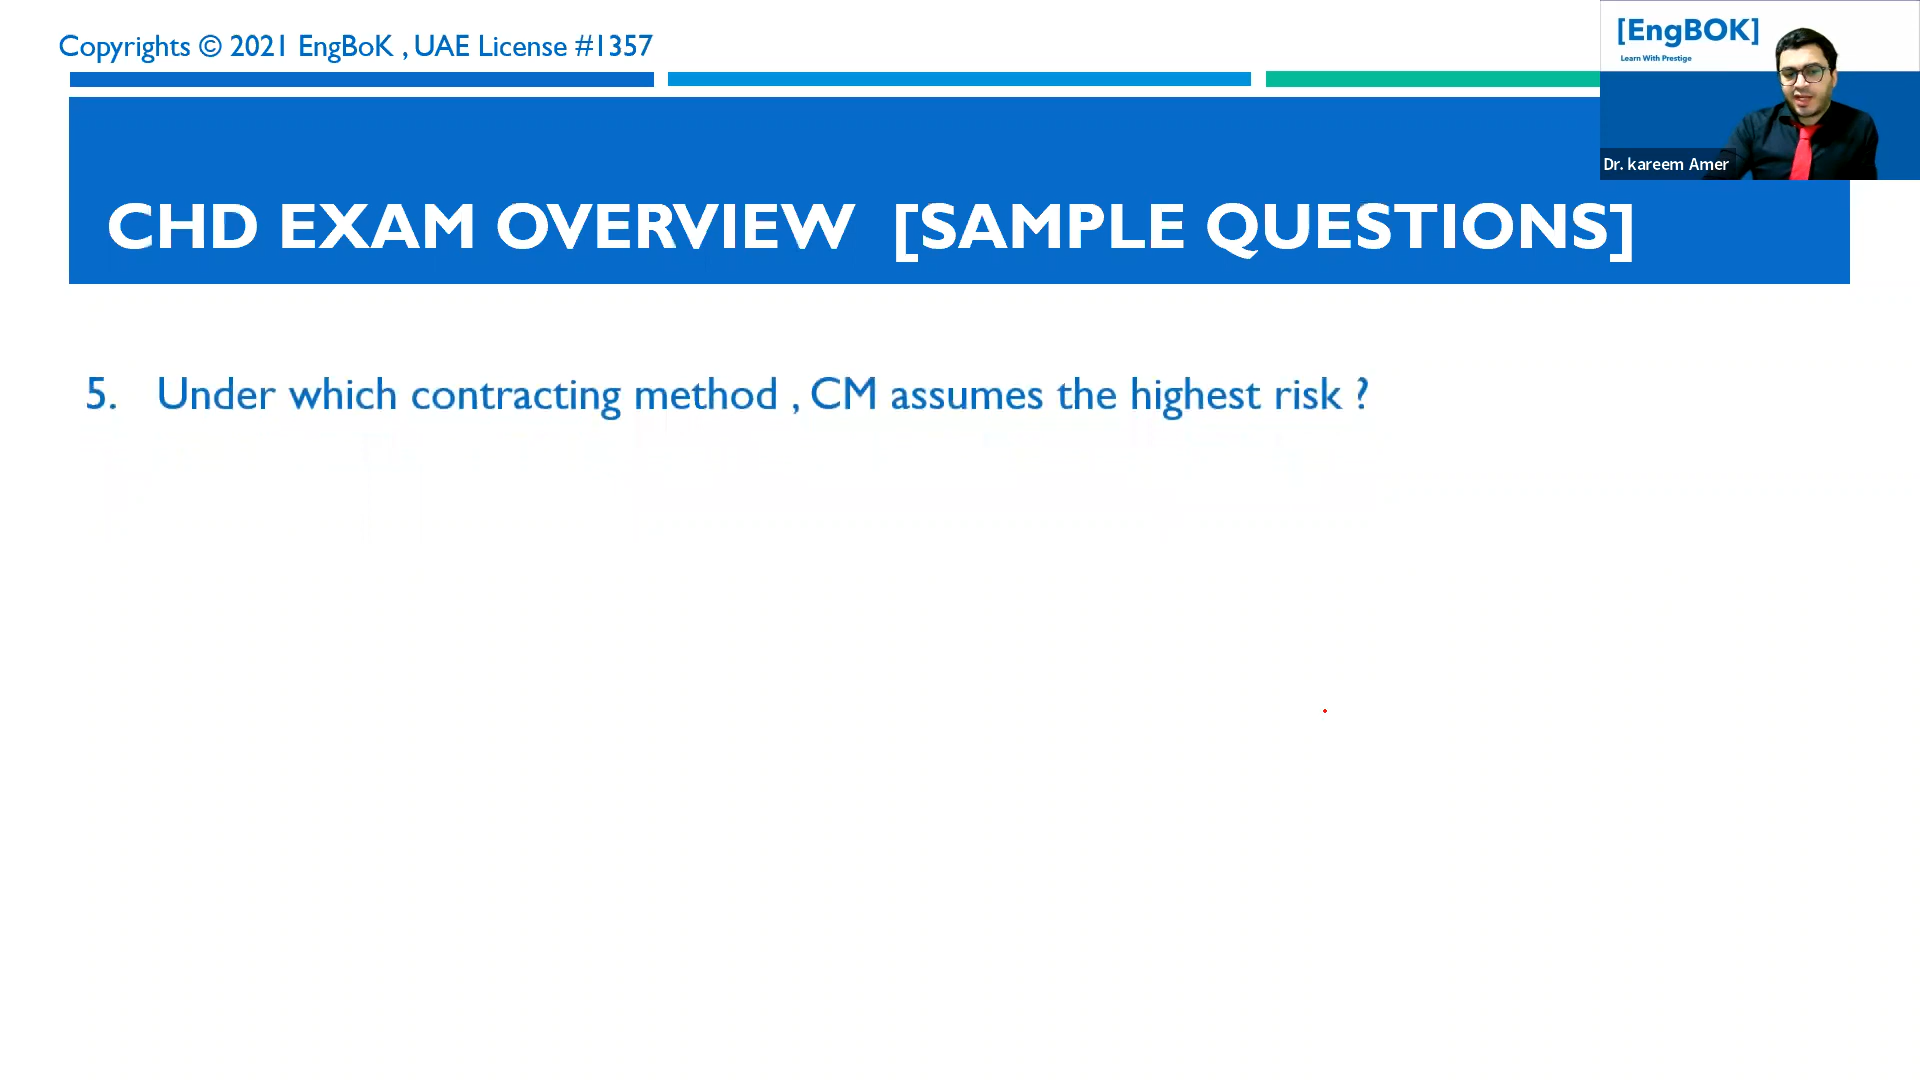 Copyrights © 2021 EngBoK , UAE License #1357
[EngBOK]
Learn With Prestige
Dr. kareem Amer
CHD EXAM OVERVIEW [SAMPLE QUESTIONS]
5. Under which contracting method , CM assumes the highest risk ?